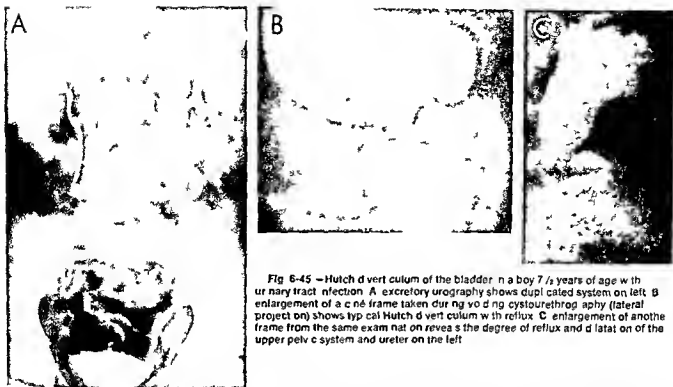 A
B
C
Fig 6-45 —Hutch d vert culum of the bladder n a boy 7 /2 years of age w th
ur nary tract nfection A excretory urography shows dupl cated system on left B
enlargement of a c né frame taken dur ng vo d ng cystourethrog aphy (lateral
project on) shows typ cal Hutch d vert culum w th reflux C enlargement of anothe
frame from the same exam nat on revea s the degree of reflux and d latat on of the
upper pelv c system and ureter on the left